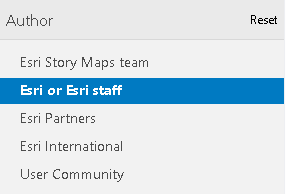 Author Reset
Esri Story Maps team
Esri or Esri staff
Esri Partners
Esri International
User Community